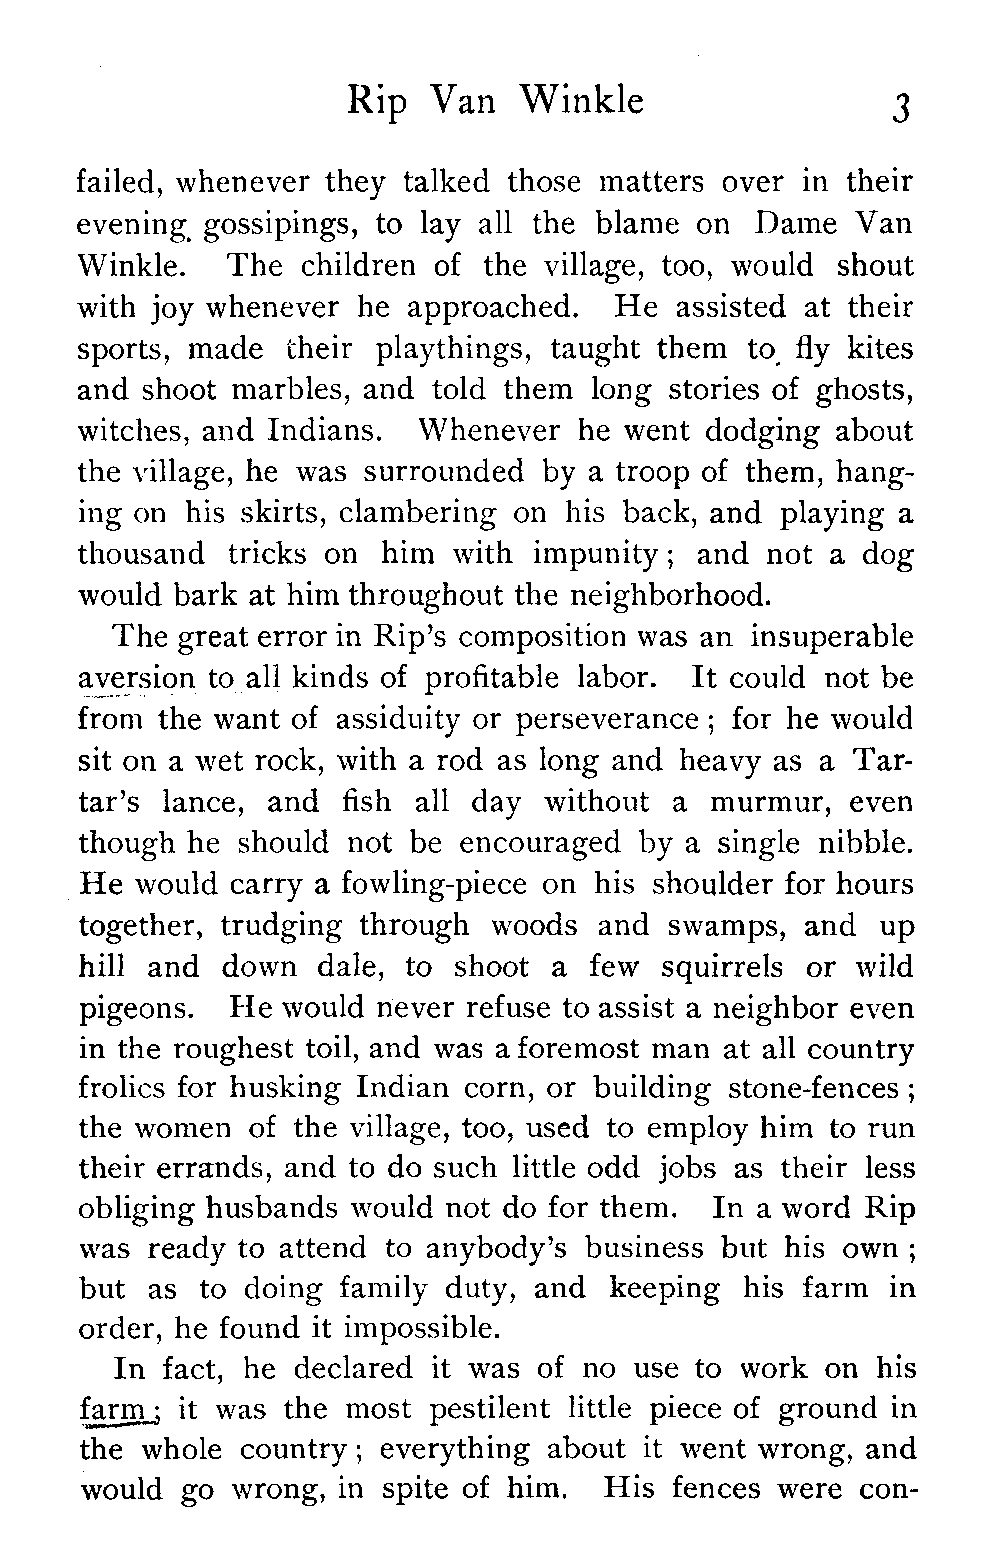 Rip Van Winkle 3
failed, whenever they talked those matters over in their
evening gossipings, to lay all the blame on Dame Van
Winkle. The children of the village, too, would shout
with joy whenever he approached. He assisted at their
sports, made their playthings, taught them to fly kites
and shoot marbles, and told them long stories of ghosts,
witches, and Indians. Whenever he went dodging about
the village, he was surrounded by a troop of them, hang-
ing on his skirts, clambering on his back, and playing a
thousand tricks on him with impunity ; and not a dog
would bark at him throughout the neighborhood.
The great error in Rip's composition was an insuperable
aversion to all kinds of profitable labor. It could not be
from the want of assiduity or perseverance ; for he would
sit on a wet rock, with a rod as long and heavy as a Tar-
tar's lance, and fish all day without a murmur, even
though he should not be encouraged by a single nibble.
He would carry a fowling-piece on his shoulder for hours
together, trudging through woods and swamps, and up
hill and down dale, to shoot a few squirrels or wild
pigeons. He would never refuse to assist a neighbor even
in the roughest toil, and was a foremost man at all country
frolics for husking Indian corn, or building stone-fences ;
the women of the village, too, used to employ him to run
their errands, and to do such little odd jobs as their less
obliging husbands would not do for them. In a word Rip
was ready to attend to anybody's business but his own ;
but as to doing family duty, and keeping his farm in
order, he found it impossible.
In fact, he declared it was of no use to work on his
farm ; it was the most pestilent little piece of ground in
the whole country ; everything about it went wrong, and
would go wrong, in spite of him. His fences were con-